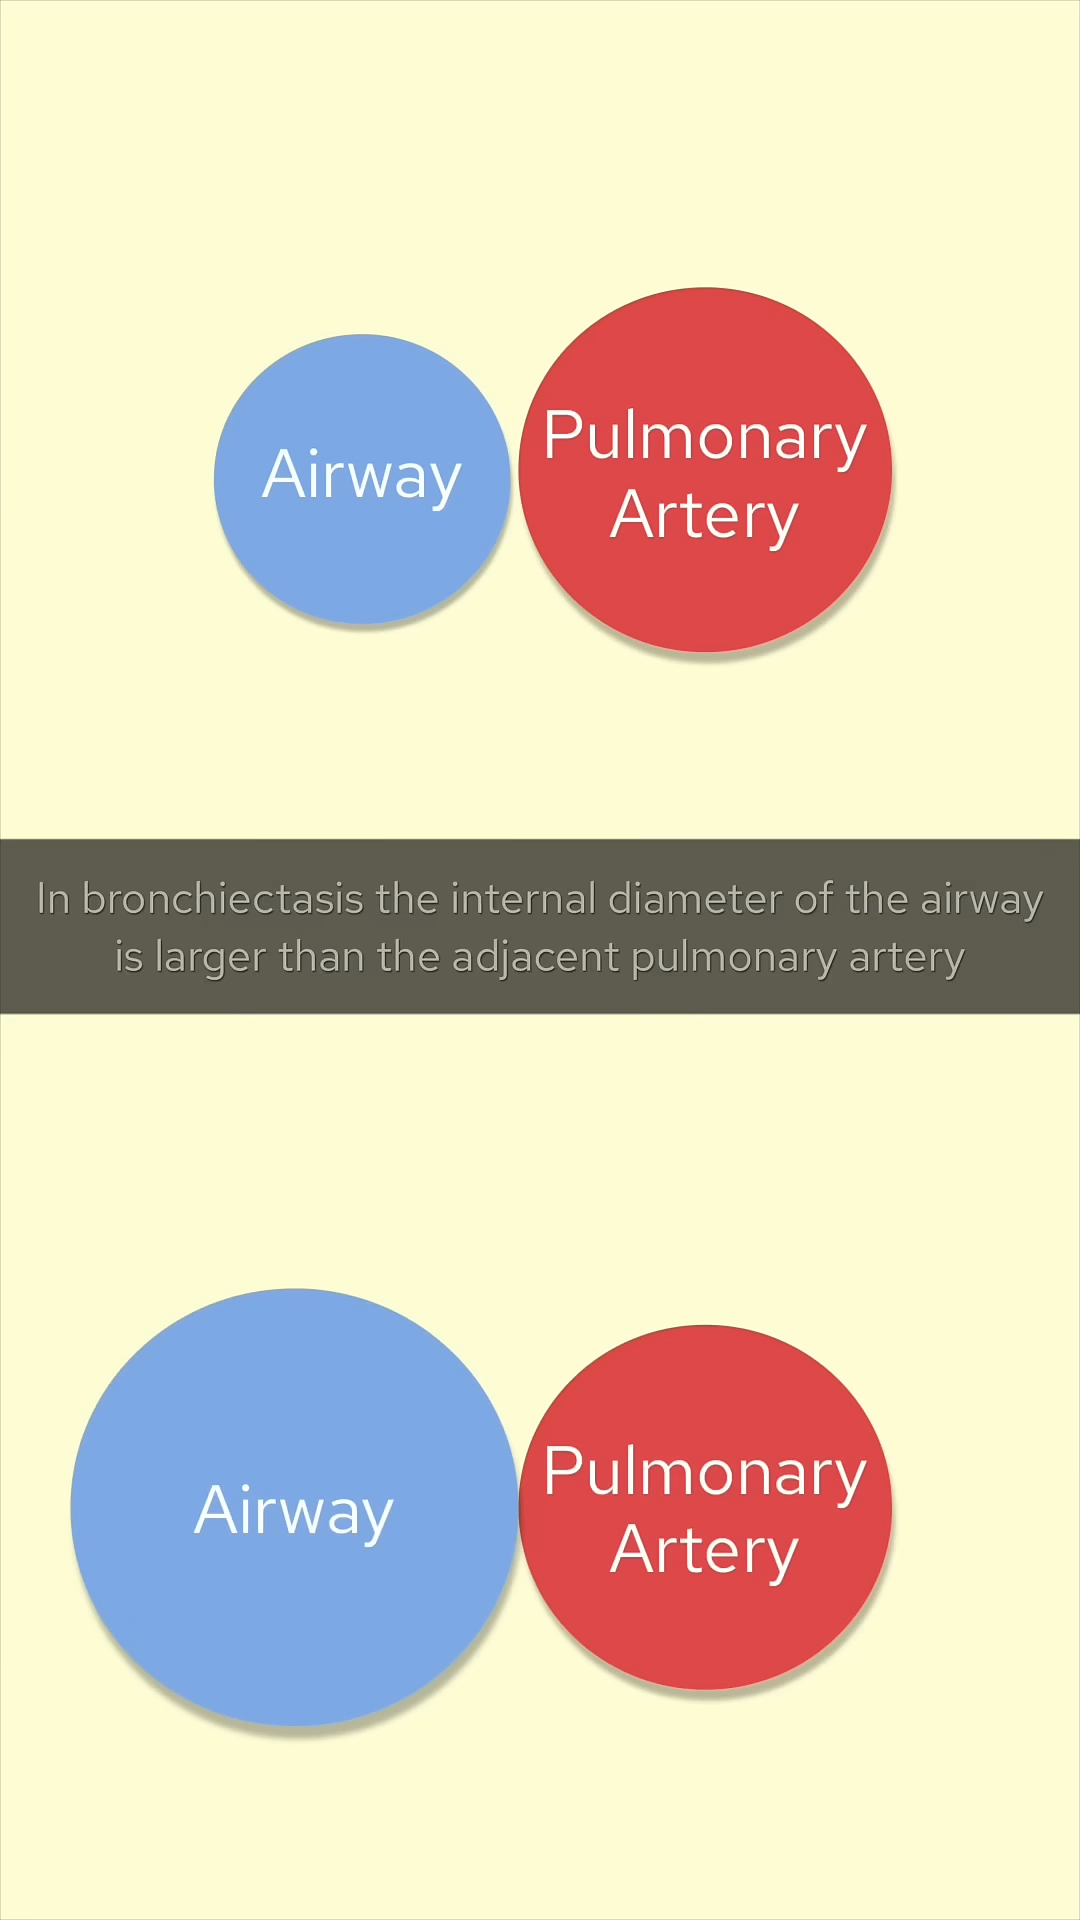 Airway
Pulmonary
Artery
In bronchiectasis the internal diameter of the airway
is larger than the adjacent pulmonary artery
Airway
Pulmonary
Artery